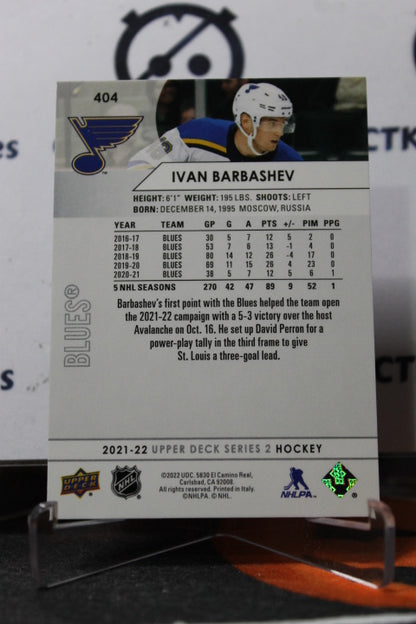 404
IVAN BARBASHEV
HEIGHT: 6'1" WEIGHT: 195 LBS. SHOOTS: LEFT
BORN: DECEMBER 14, 1995 MOSCOW, RUSSIA
YEAR TEAM GP G A PTS +/- PIM PPG
2016-17 BLUES 30 5 7 12 5 2 0
2017-18 BLUES 53 7 6 13 -1 4 0
2018-19 BLUES 80 14 12 26 -4 17 0
2019-20 BLUES 69 11 15 26 4 23 0
2020-21 BLUES 38 5 7 12 5 6 1
5 NHL SEASONS 270 42 47 89 9 52 1
Barbashev's first point with the Blues helped the team open
the 2021-22 campaign with a 5-3 victory over the host
Avalanche on Oct. 16. He set up David Perron for a
power-play tally in the third frame to give
St. Louis a three-goal lead.
BLUES®
2021-22 UPPER DECK SERIES 2 HOCKEY
UPPER DECK
NHL
©2022 UDC. 5830 El Camino Real,
Carlsbad, CA 92008.
All rights reserved. Printed in Italy.
©NHLPA. © NHL.
NHLPA